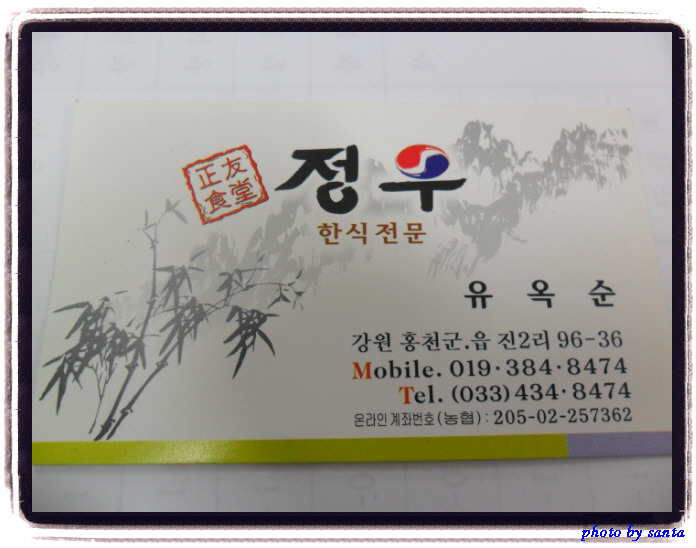 正友
食堂
정우
한식전문
유옥순
강원 홍천군.읍 진2리 96-36
Mobile. 019·384·8474
Tel. (033)434·8474
온라인계좌번호(농협) : 205-02-257362
photo by santa